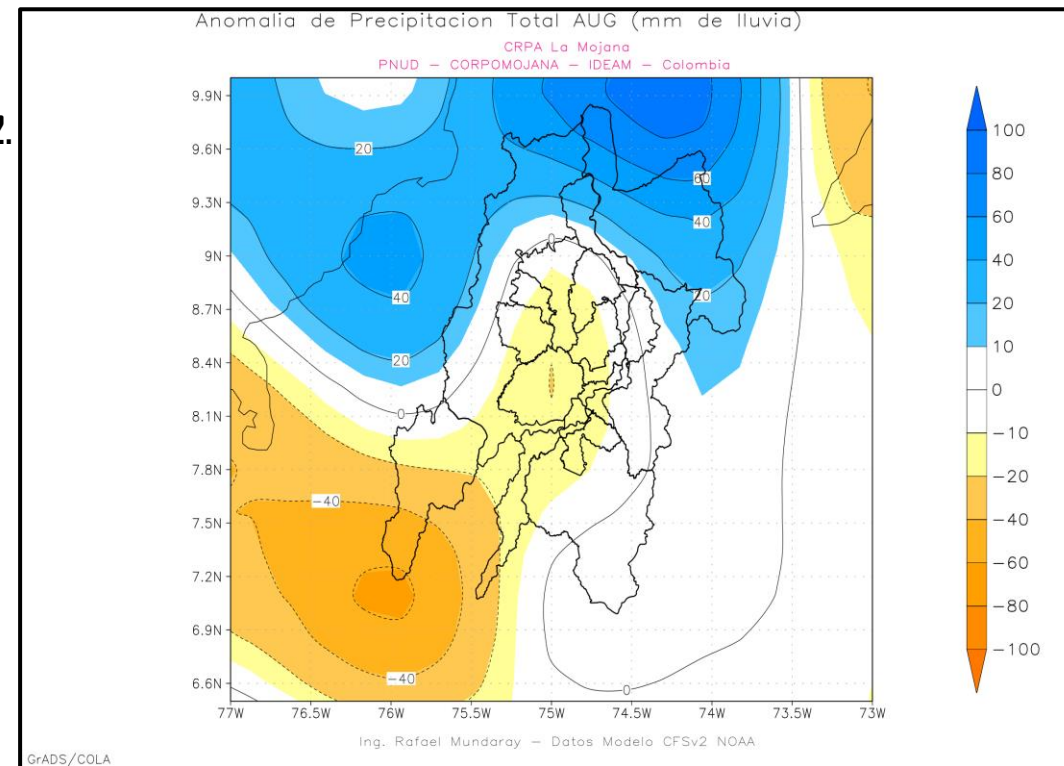 Anomalia de Precipitacion Total AUG (mm de lluvia)
CRPA La Mojana
PNUD – CORPOMOJANA – IDEAM – Colombia
2.
9.9N
9.6N
9.3N
9N
8.7N
8.4N
8.1N
7.8N
7.5N
7.2N
6.9N
6.6N
77W 76.5W 76W 75.5W 75W 74.5W 74W 73.5W 73W
20
60
40
0
40
20
20
0
-40
-40
0
100
80
60
40
20
10
0
-10
-20
-40
-60
-80
-100
Ing. Rafael Mundaray – Datos Modelo CFSv2 NOAA
GrADS/COLA